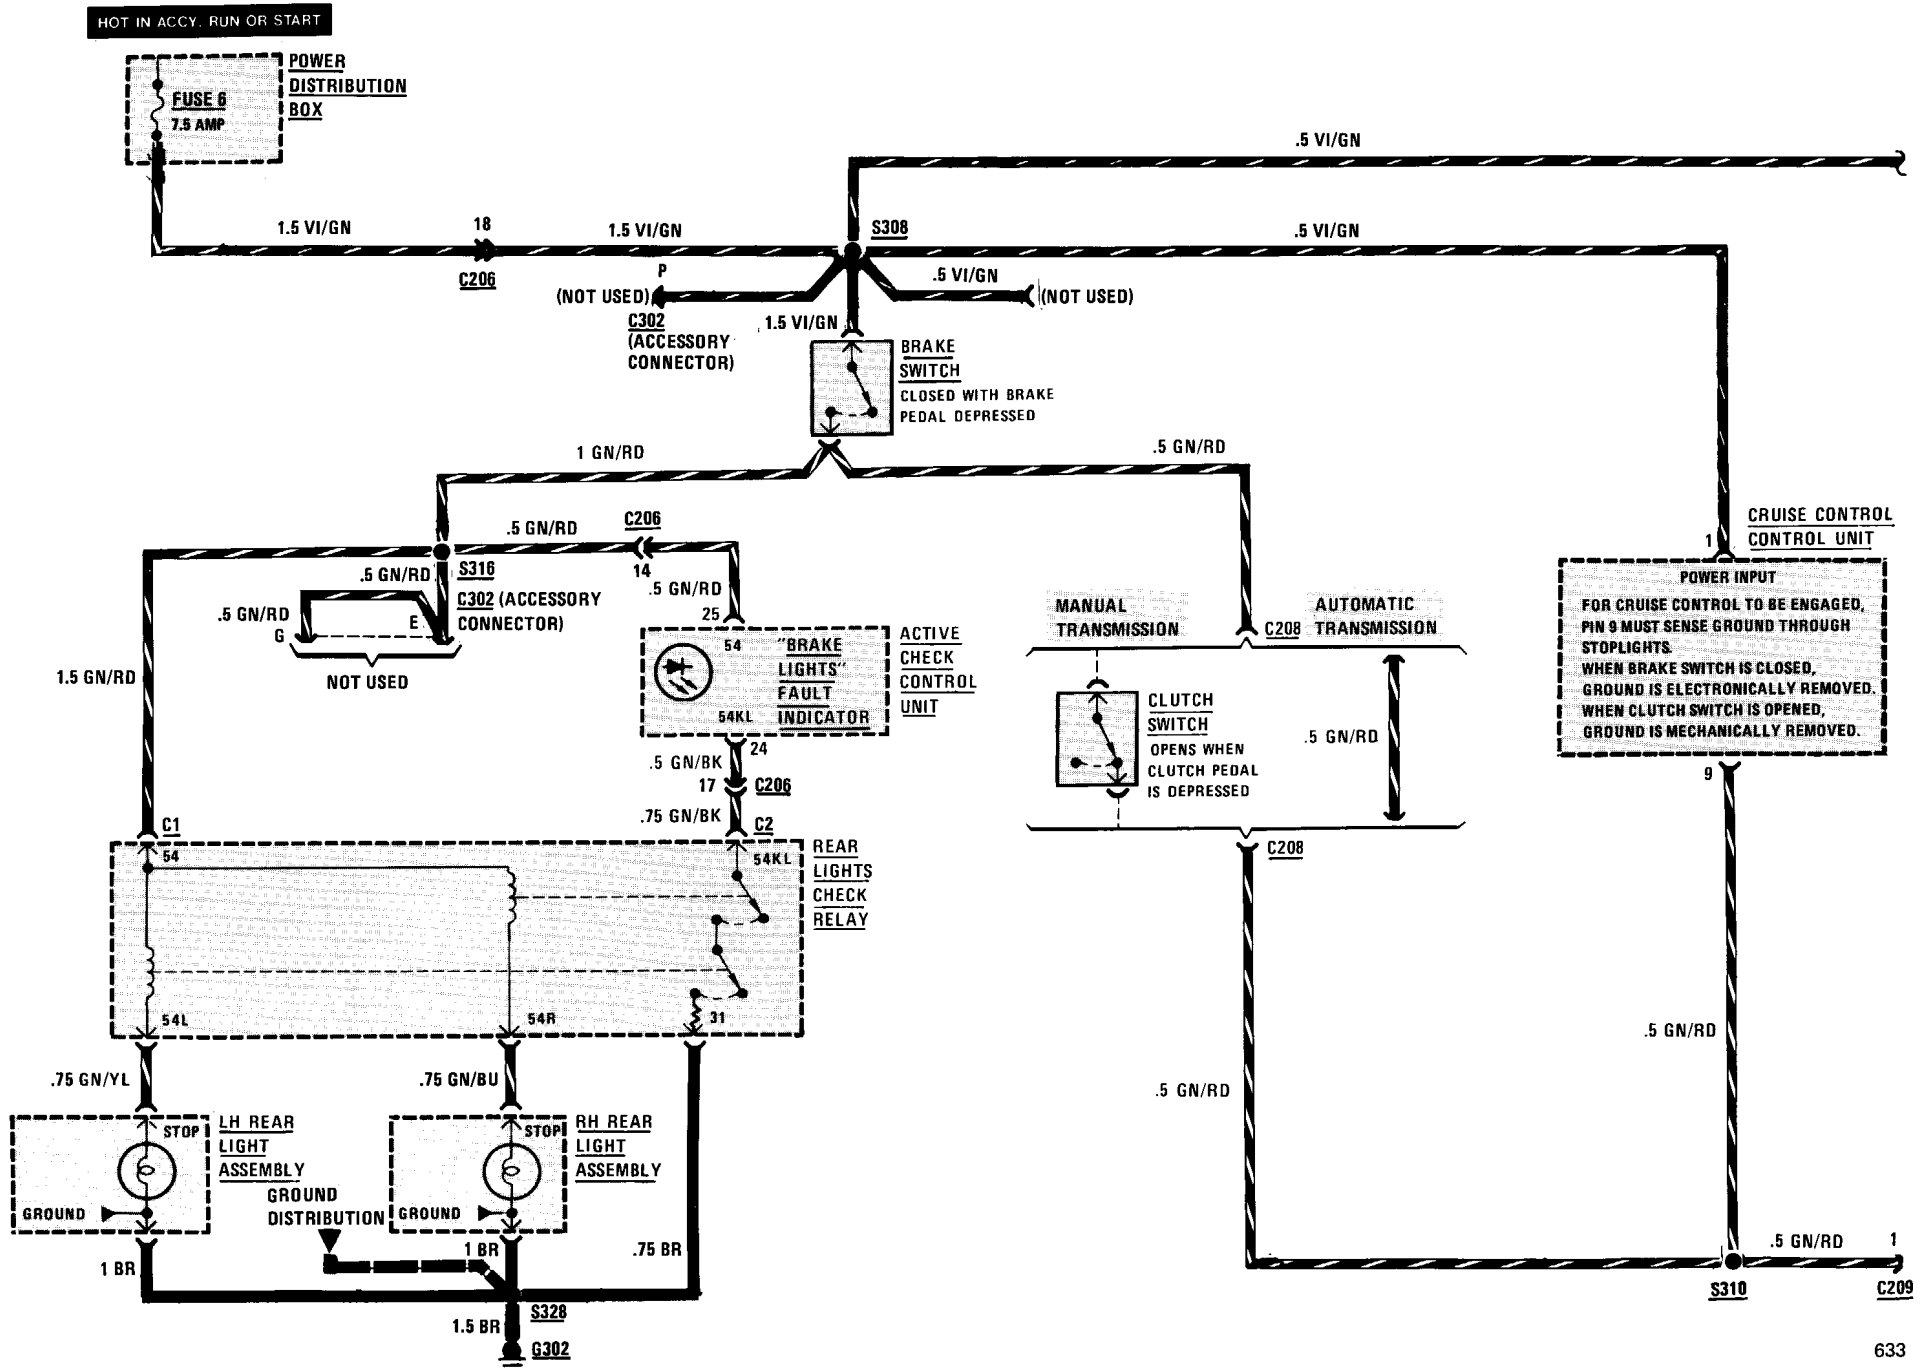 HOT IN ACCY. RUN OR START
POWER
DISTRIBUTION
BOX
FUSE 6
7.5 AMP
.5 VI/GN
1.5 VI/GN
18
C206
1.5 VI/GN
S308
.5 VI/GN
P
(NOT USED)
C302
(ACCESSORY
CONNECTOR)
.5 VI/GN
(NOT USED)
1.5 VI/GN
BRAKE
SWITCH
CLOSED WITH BRAKE
PEDAL DEPRESSED
1 GN/RD
.5 GN/RD
.5 GN/RD
C206
14
S316
.5 GN/RD
C302 (ACCESSORY
CONNECTOR)
.5 GN/RD
G
E
NOT USED
.5 GN/RD
25
1.5 GN/RD
54
"BRAKE
LIGHTS"
FAULT
INDICATOR
54KL
ACTIVE
CHECK
CONTROL
UNIT
24
.5 GN/BK
17
C206
.75 GN/BK
C1
C2
MANUAL
TRANSMISSION
C208
AUTOMATIC
TRANSMISSION
CLUTCH
SWITCH
OPENS WHEN
CLUTCH PEDAL
IS DEPRESSED
.5 GN/RD
C208
1
CRUISE CONTROL
CONTROL UNIT
POWER INPUT
FOR CRUISE CONTROL TO BE ENGAGED,
PIN 9 MUST SENSE GROUND THROUGH
STOPLIGHTS.
WHEN BRAKE SWITCH IS CLOSED,
GROUND IS ELECTRONICALLY REMOVED.
WHEN CLUTCH SWITCH IS OPENED,
GROUND IS MECHANICALLY REMOVED.
9
54
54KL
REAR
LIGHTS
CHECK
RELAY
54L
54R
31
.75 GN/YL
.75 GN/BU
.5 GN/RD
.5 GN/RD
STOP
LH REAR
LIGHT
ASSEMBLY
GROUND
GROUND
DISTRIBUTION
STOP
RH REAR
LIGHT
ASSEMBLY
GROUND
1 BR
1 BR
.75 BR
S328
1.5 BR
G302
.5 GN/RD
1
S310
C209
633